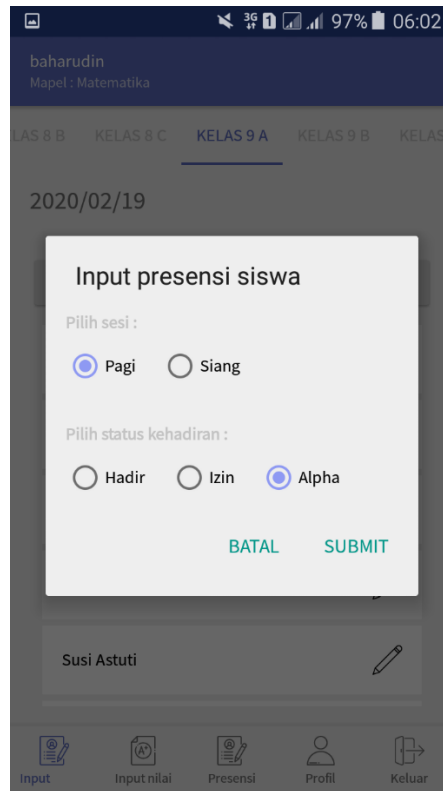 3G 1 97% 06:02
baharudin
Mapel : Matematika
LAS 8 B KELAS 8 C KELAS 9 A KELAS 9 B KELAS
2020/02/19
Input presensi siswa
Pilih sesi :
Pagi Siang
Pilih status kehadiran :
Hadir Izin Alpha
BATAL SUBMIT
Susi Astuti
Input Input nilai Presensi Profil Keluar